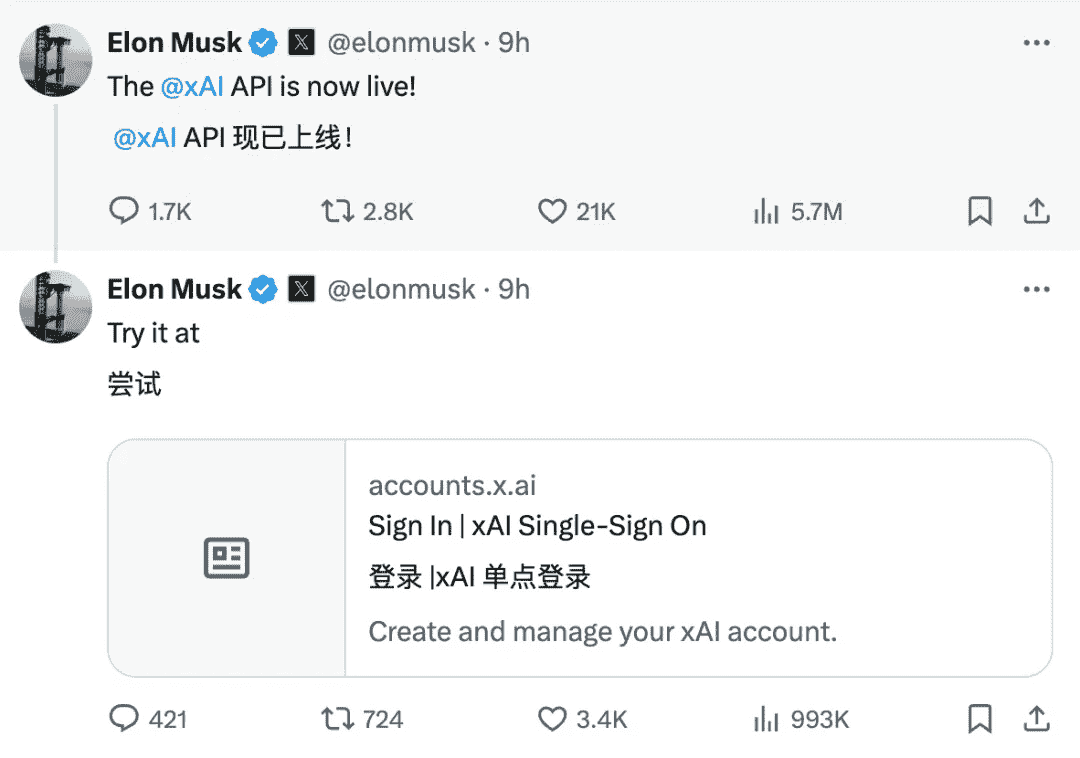 Elon Musk @elonmusk · 9h
The @xAI API is now live!
@xAI API 现已上线！
1.7K 2.8K 21K 5.7M
Elon Musk @elonmusk · 9h
Try it at
尝试
accounts.x.ai
Sign In | xAI Single-Sign On
登录 |xAI 单点登录
Create and manage your xAI account.
421 724 3.4K 993K